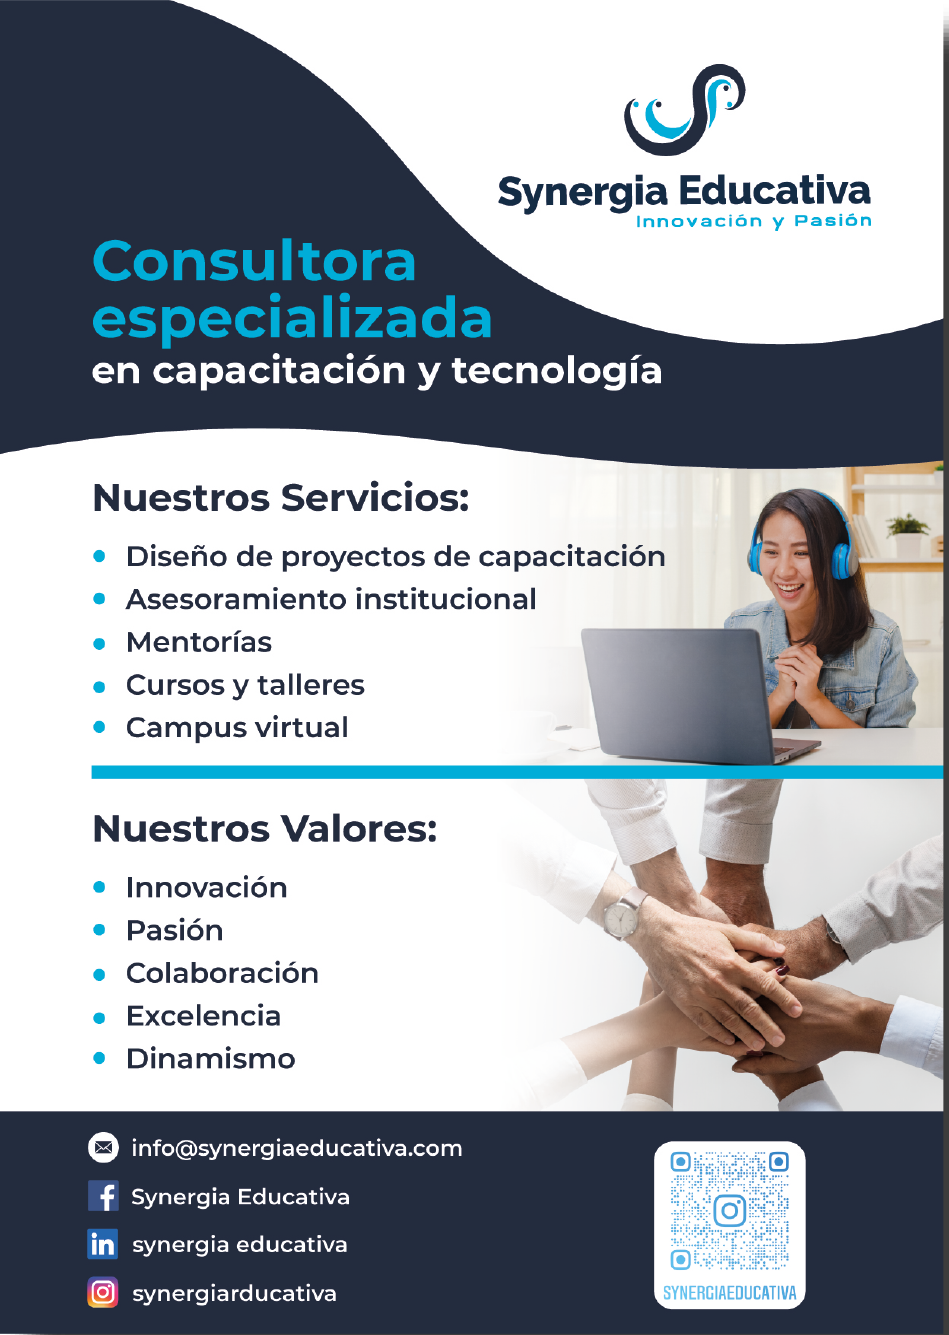 Synergia Educativa
Innovación y Pasión
Consultora
especializada
en capacitación y tecnología
Nuestros Servicios:
Diseño de proyectos de capacitación
Asesoramiento institucional
Mentorías
Cursos y talleres
Campus virtual
Nuestros Valores:
Innovación
Pasión
Colaboración
Excelencia
Dinamismo
info@synergiaeducativa.com
Synergia Educativa
synergia educativa
synergiarducativa
SYNERGIAEDUCATIVA